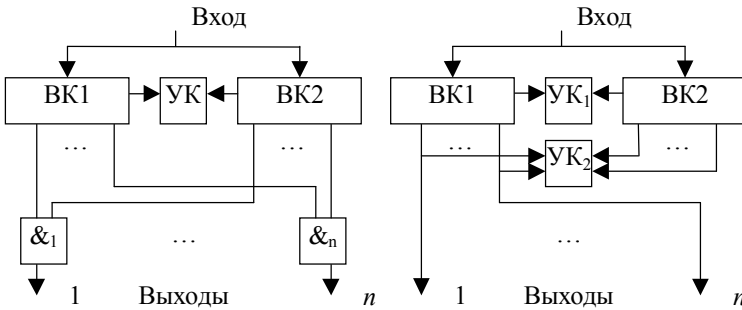 Вход Вход
ВК1 УК ВК2 ВК1 УК₁ ВК2
… … … УК₂ …
&₁ … &ₙ …
1 Выходы n 1 Выходы n